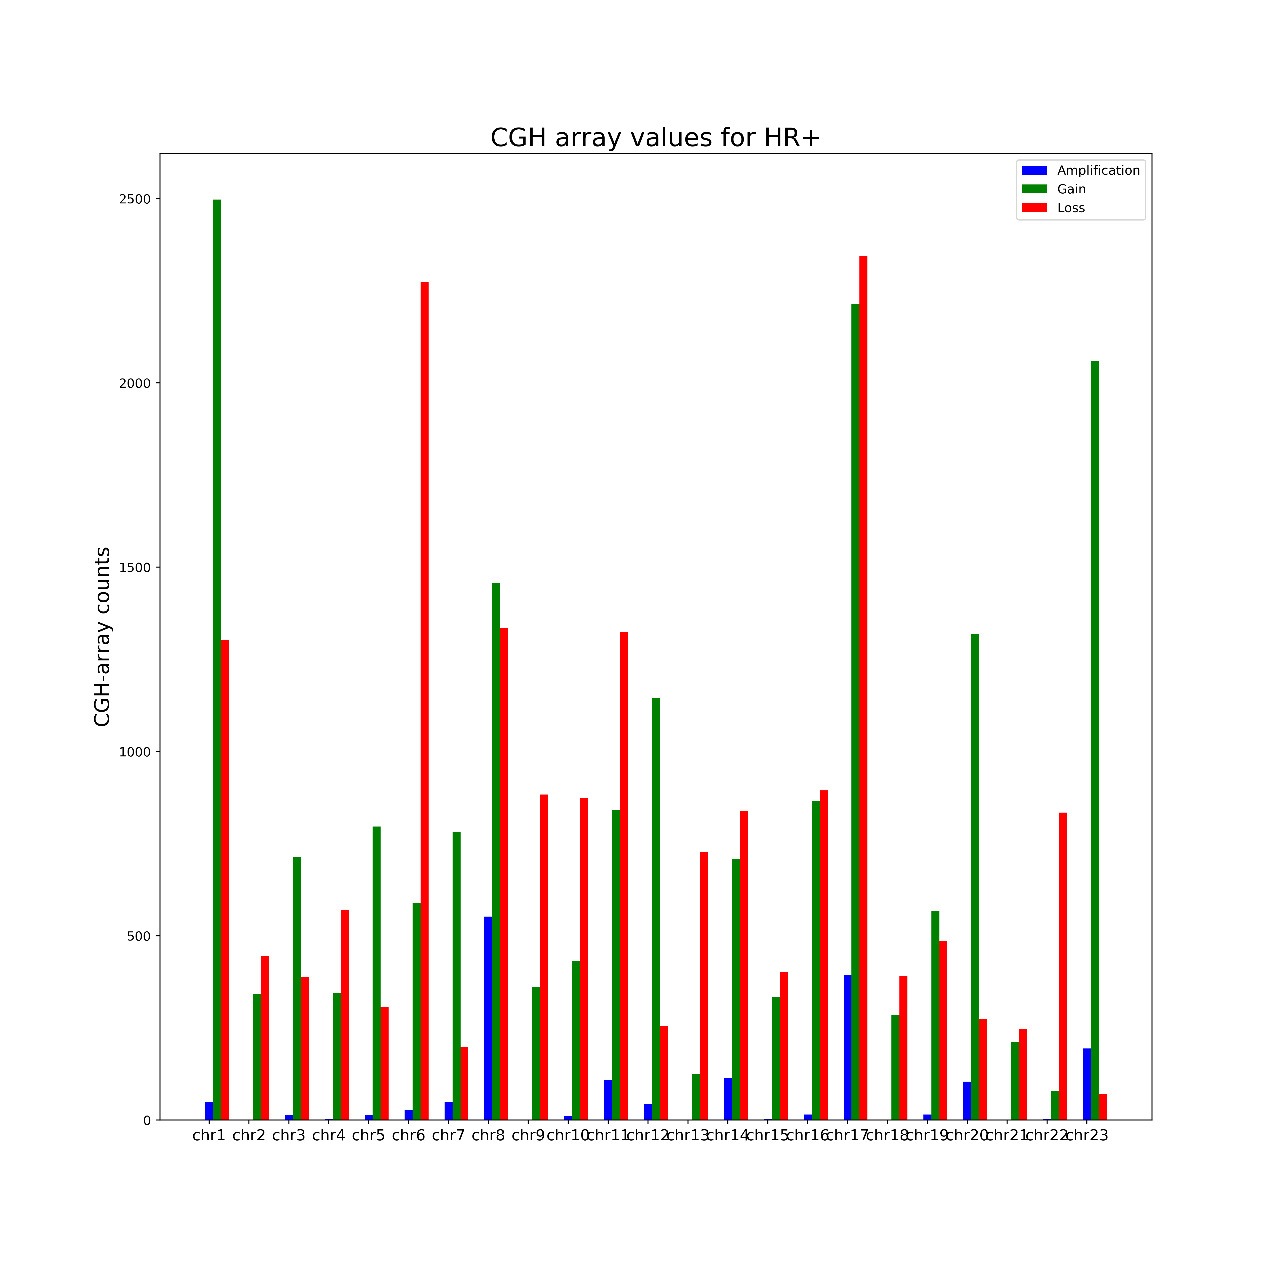 CGH array values for HR+
Amplification
Gain
Loss
2500
2000
1500
1000
500
0
CGH-array counts
chr1 chr2 chr3 chr4 chr5 chr6 chr7 chr8 chr9 chr10 chr11 chr12 chr13 chr14 chr15 chr16 chr17 chr18 chr19 chr20 chr21 chr22 chr23